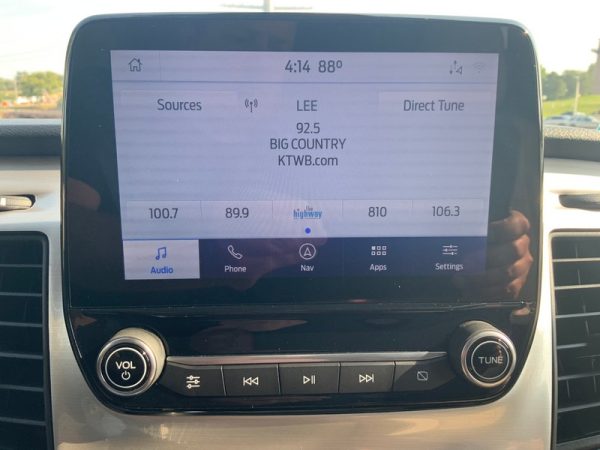 4:14 88°
Sources LEE Direct Tune
92.5
BIG COUNTRY
KTWB.com
100.7 89.9 the highway 810 106.3
Audio Phone Nav Apps Settings
VOL TUNE